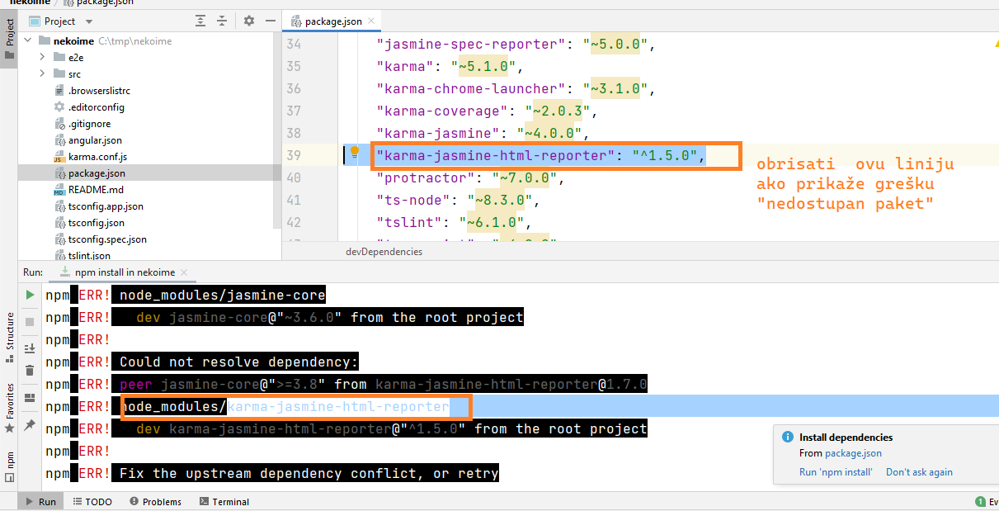 nekoime
package.json
Project
package.json
nekoime C:\tmp\nekoime
e2e
src
.browserslistrc
.editorconfig
.gitignore
angular.json
karma.conf.js
package.json
README.md
tsconfig.app.json
tsconfig.json
tsconfig.spec.json
tslint.json
Project
34 "jasmine-spec-reporter": "~5.0.0",
35 "karma": "~5.1.0",
36 "karma-chrome-launcher": "~3.1.0",
37 "karma-coverage": "~2.0.3",
38 "karma-jasmine": "~4.0.0",
39 "karma-jasmine-html-reporter": "^1.5.0",
40 "protractor": "~7.0.0",
41 "ts-node": "~8.3.0",
42 "tslint": "~6.1.0",
obrisati ovu liniju
ako prikaže grešku
"nedostupan paket"
devDependencies
Run: npm install in nekoime
npm ERR! node_modules/jasmine-core
npm ERR! dev jasmine-core@"~3.6.0" from the root project
npm ERR!
npm ERR! Could not resolve dependency:
npm ERR! peer jasmine-core@">=3.8" from karma-jasmine-html-reporter@1.7.0
npm ERR! node_modules/karma-jasmine-html-reporter
npm ERR! dev karma-jasmine-html-reporter@"^1.5.0" from the root project
npm ERR!
npm ERR! Fix the upstream dependency conflict, or retry
Structure
Favorites
npm
Install dependencies
From package.json
Run 'npm install' Don't ask again
Run TODO Problems Terminal
1 Ev